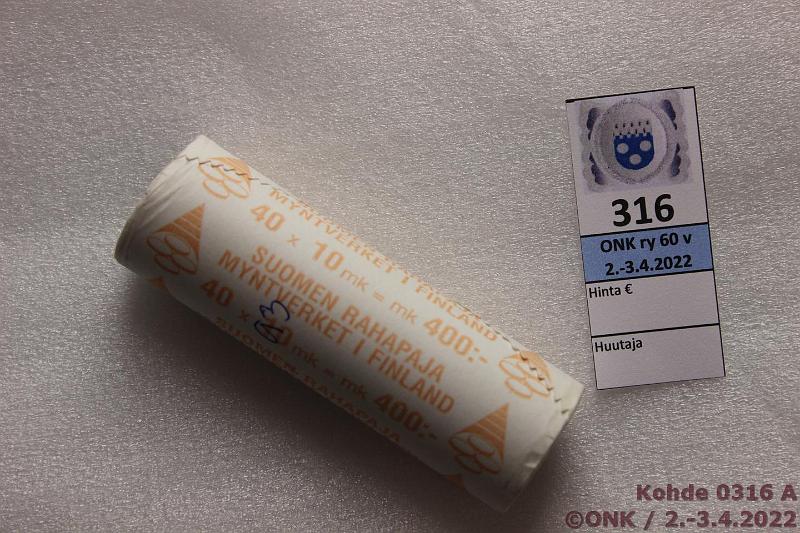 MYNTVERKET I FINLAND
40 x 10 mk = mk 400:-
SUOMEN RAHAPAJA
MYNTVERKET I FINLAND
40 x mk = mk 400:-
SUOMEN RAHAPAJA
93
316
ONK ry 60 v
2.-3.4.2022
Hinta €
Huutaja
Kohde 0316 A
©ONK / 2.-3.4.2022